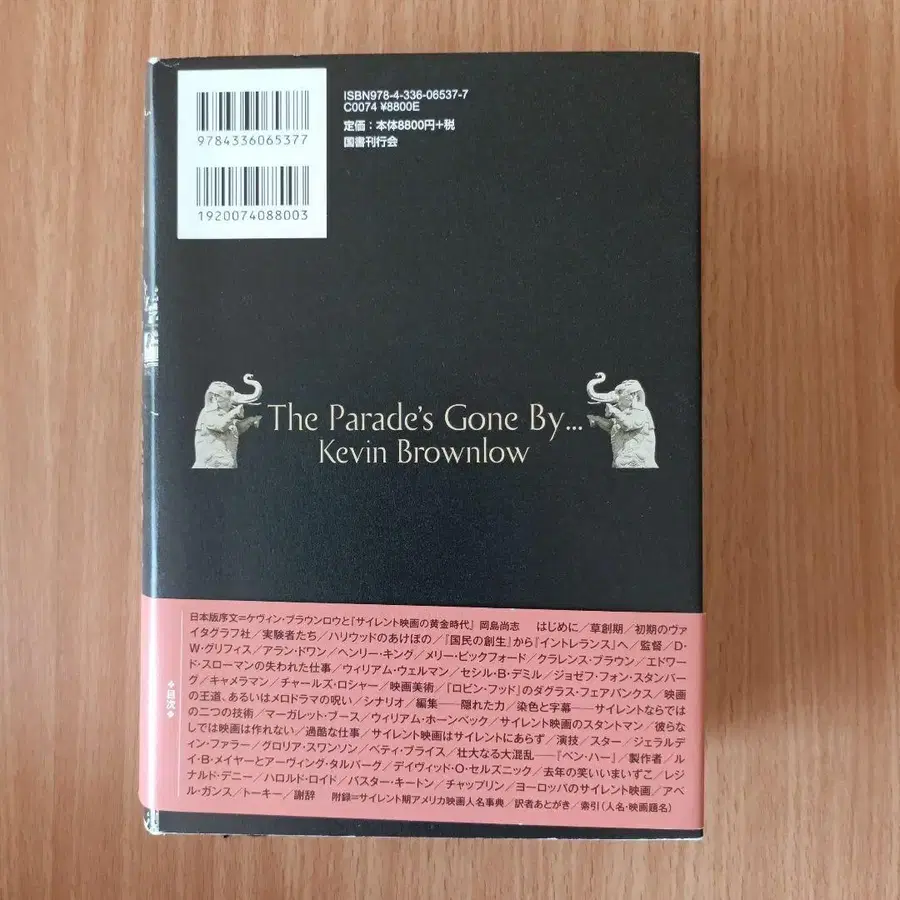 ISBN978-4-336-06537-7
C0074 ¥8800E
定価：本体8800円+税
国書刊行会
9784336065377
1920074088003
The Parade's Gone By...
Kevin Brownlow
❖目次❖
日本版序文=ケヴィン・ブラウンロウと『サイレント映画の黄金時代』 岡島尚志　はじめに／草創期／初期のヴァ
イタグラフ社／実験者たち／ハリウッドのあけぼの／『国民の創生』から『イントレランス』へ／監督／D・
W・グリフィス／アラン・ドワン／ヘンリー・キング／メリー・ピックフォード／クラレンス・ブラウン／エドワー
ド・スローマンの失われた仕事／ウィリアム・ウェルマン／セシル・B・デミル／ジョゼフ・フォン・スタンバー
グ／キャメラマン／チャールズ・ロシャー／映画美術／『ロビン・フッド』のダグラス・フェアバンクス／映画
の王道、あるいはメロドラマの呪い／シナリオ／編集――隠れた力／染色と字幕――サイレントならでは
の二つの技術／マーガレット・ブース／ウィリアム・ホーンベック／サイレント映画のスタントマン／彼らな
しでは映画は作れない／過酷な仕事／サイレント映画はサイレントにあらず／演技／スター／ジェラルデ
ィン・ファラー／グロリア・スワンソン／ベティ・ブライス／壮大なる大混乱――『ベン・ハー』／製作者／ル
イ・B・メイヤーとアーヴィング・タルバーグ／デイヴィッド・O・セルズニック／去年の笑いいまいずこ／レジ
ナルド・デニー／ハロルド・ロイド／バスター・キートン／チャップリン／ヨーロッパのサイレント映画／アベ
ル・ガンス／トーキー／謝辞　附録=サイレント期アメリカ映画人名事典／訳者あとがき／索引(人名・映画題名)